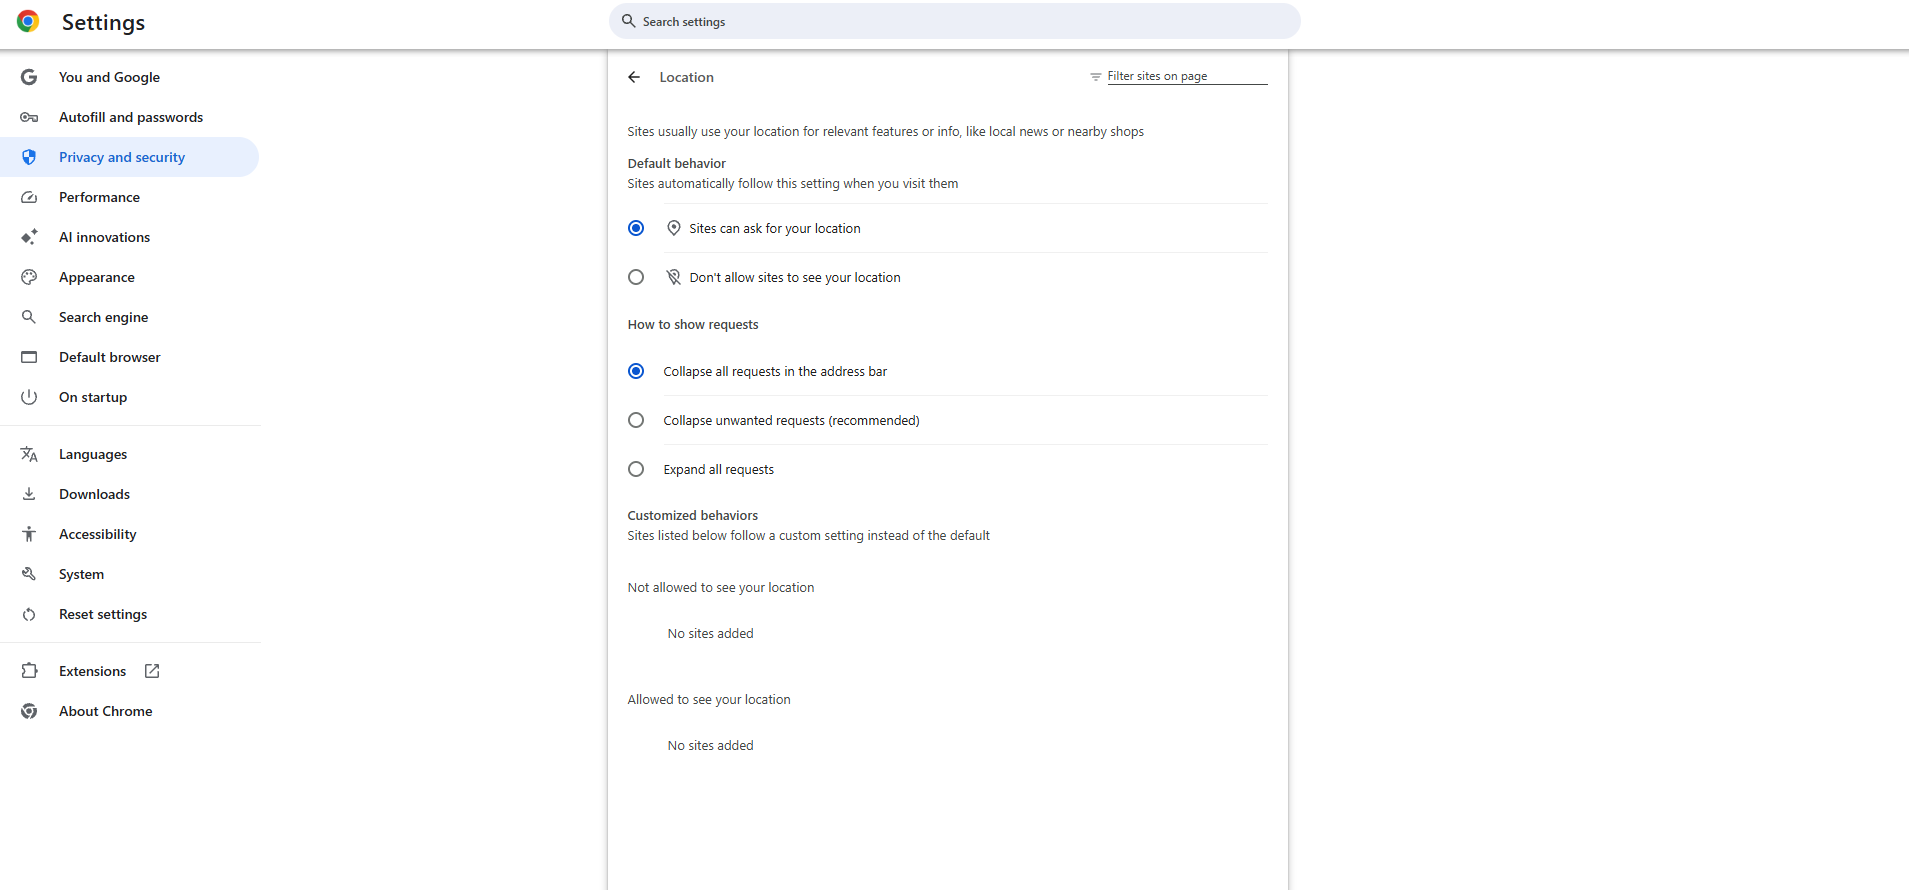 Settings
Search settings
You and Google
Autofill and passwords
Privacy and security
Performance
AI innovations
Appearance
Search engine
Default browser
On startup
Languages
Downloads
Accessibility
System
Reset settings
Extensions
About Chrome
Location
Filter sites on page
Sites usually use your location for relevant features or info, like local news or nearby shops
Default behavior
Sites automatically follow this setting when you visit them
Sites can ask for your location
Don't allow sites to see your location
How to show requests
Collapse all requests in the address bar
Collapse unwanted requests (recommended)
Expand all requests
Customized behaviors
Sites listed below follow a custom setting instead of the default
Not allowed to see your location
No sites added
Allowed to see your location
No sites added